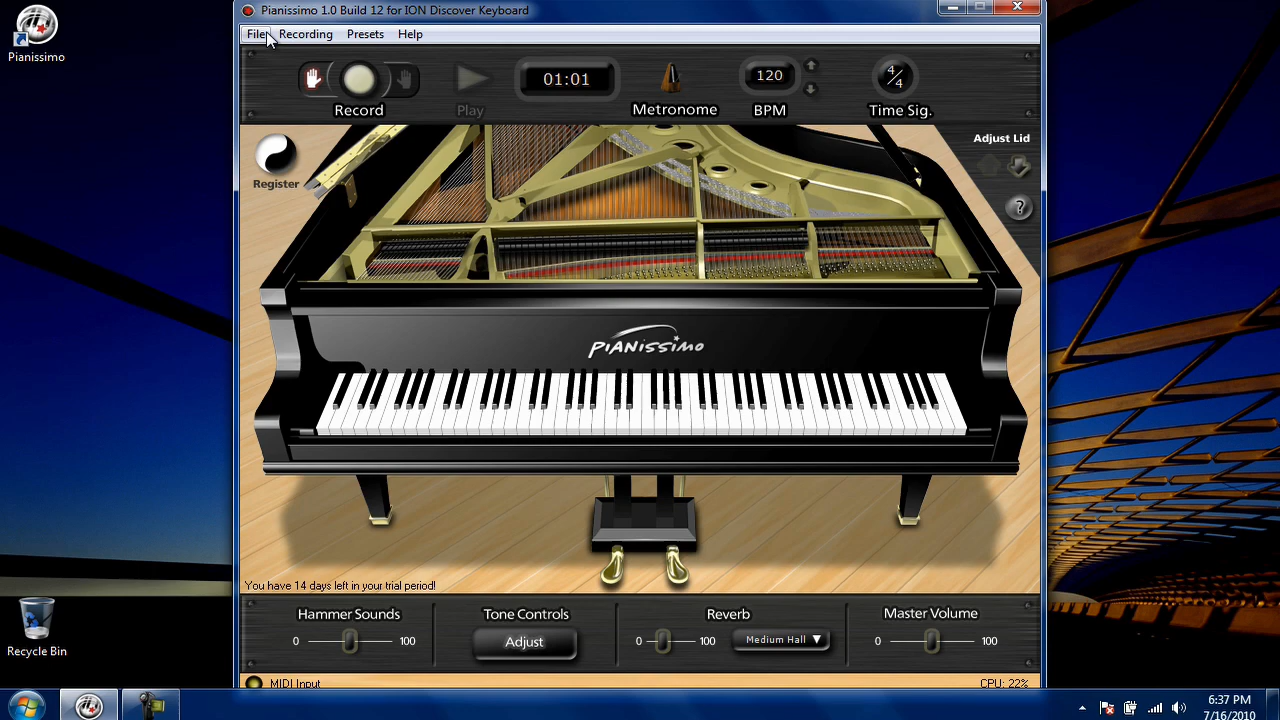 Pianissimo
Pianissimo 1.0 Build 12 for ION Discover Keyboard
File Recording Presets Help
Record
Play
01:01
Metronome
120
BPM
4/4
Time Sig.
Register
Adjust Lid
?
PIANISSIMO
You have 14 days left in your trial period!
Hammer Sounds
0 100
Tone Controls
Adjust
Reverb
0 100
Medium Hall
Master Volume
0 100
MIDI Input
CPU: 22%
Recycle Bin
6:37 PM
7/16/2010